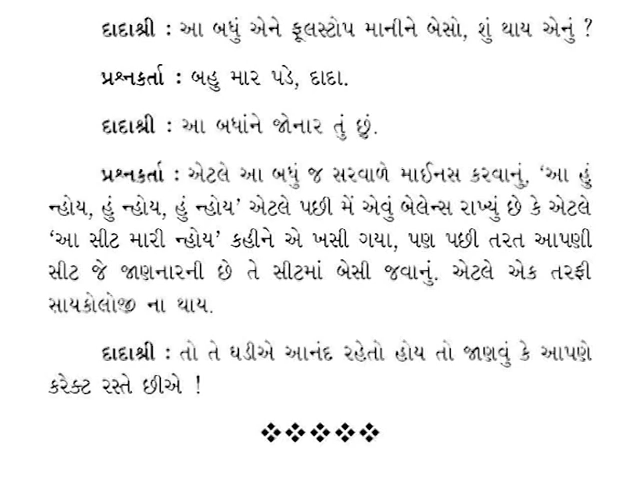 દાદાશ્રી : આ બધું એને ફૂલસ્ટોપ માનીને બેસો, શું થાય એનું ?
પ્રશ્નકર્તા : બહુ માર પડે, દાદા.
દાદાશ્રી : આ બધાંને જોનાર તું છું.
પ્રશ્નકર્તા : એટલે આ બધું જ સરવાળે માઈનસ કરવાનું, ‘આ હું
ન્હોય, હું ન્હોય, હું ન્હોય’ એટલે પછી મેં એવું બેલેન્સ રાખ્યું છે કે એટલે
‘આ સીટ મારી ન્હોય’ કહીને એ ખસી ગયા, પણ પછી તરત આપણી
સીટ જે જાણનારની છે તે સીટમાં બેસી જવાનું. એટલે એક તરફી
સાયકોલોજી ના થાય.
દાદાશ્રી : તો તે ઘડીએ આનંદ રહેતો હોય તો જાણવું કે આપણે
કરેક્ટ રસ્તે છીએ !